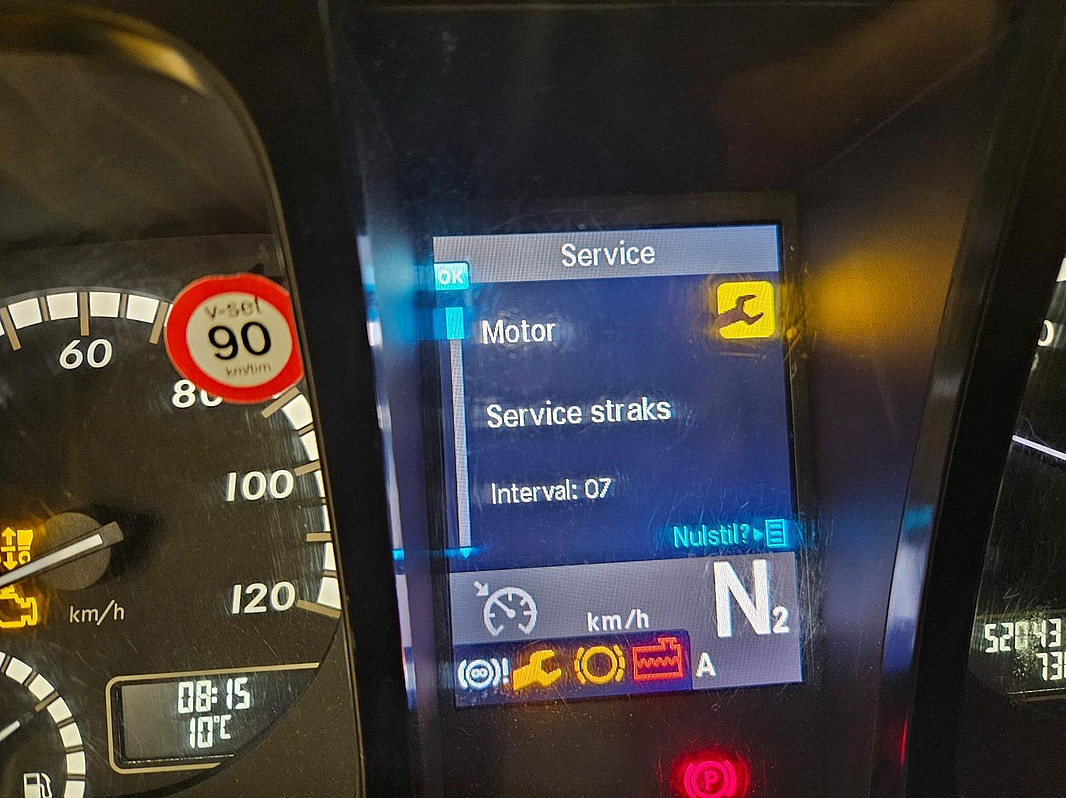 Service
OK
Motor
Service straks
Interval: 07
Nulstil?
km/h
N2
A
60
80
100
120
km/h
v-set
90
km/tim
08:15
10°C
P